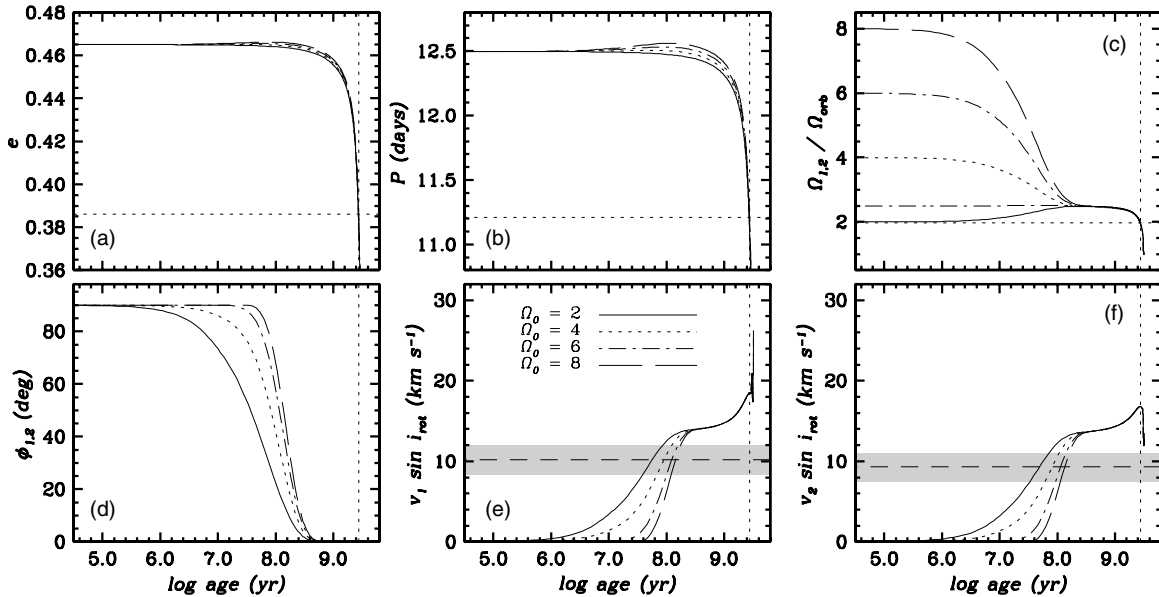 e
0.48
0.46
0.44
0.42
0.40
0.38
0.36
(a)
P (days)
12.5
12.0
11.5
11.0
(b)
Ω1,2 / Ωorb
8
6
4
2
(c)
ϕ1,2 (deg)
80
60
40
20
0
(d)
5.0 6.0 7.0 8.0 9.0
log age (yr)
v1 sin irot (km s−1)
30
20
10
0
Ω0 = 2
Ω0 = 4
Ω0 = 6
Ω0 = 8
(e)
5.0 6.0 7.0 8.0 9.0
log age (yr)
v2 sin irot (km s−1)
30
20
10
0
(f)
5.0 6.0 7.0 8.0 9.0
log age (yr)